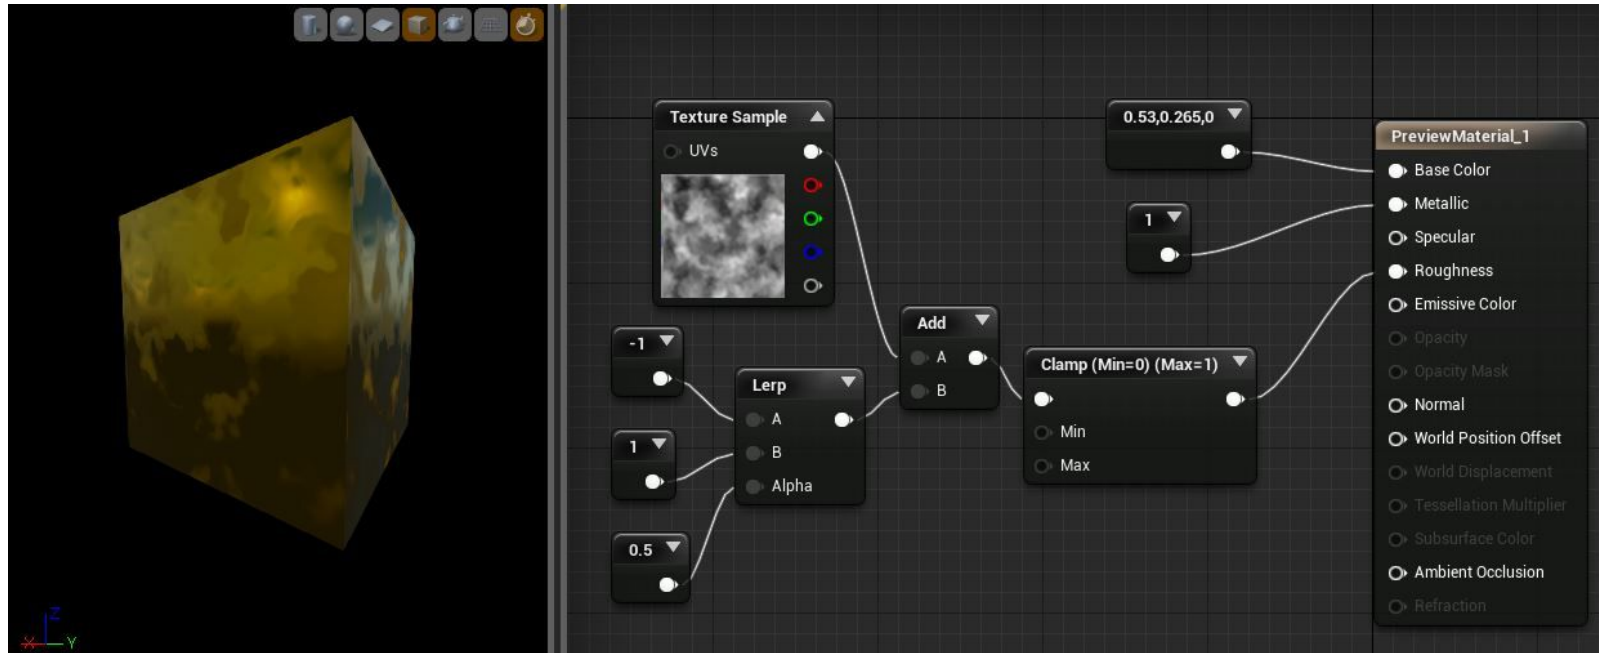 Texture Sample
UVs
0.53,0.265,0
1
PreviewMaterial_1
Base Color
Metallic
Specular
Roughness
Emissive Color
Opacity
Opacity Mask
Normal
World Position Offset
World Displacement
Tessellation Multiplier
Subsurface Color
Ambient Occlusion
Refraction
-1
1
0.5
Lerp
A
B
Alpha
Add
A
B
Clamp (Min=0) (Max=1)
Min
Max
Z
X
Y